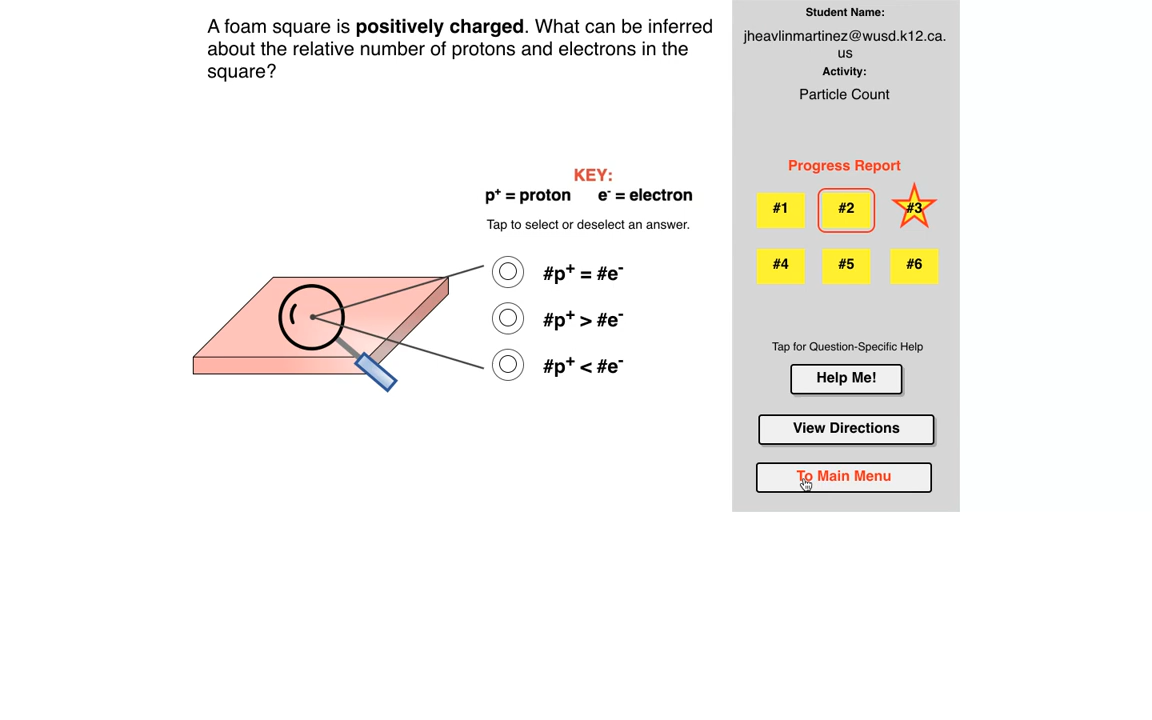 A foam square is positively charged. What can be inferred
about the relative number of protons and electrons in the
square?
KEY:
p⁺ = proton e⁻ = electron
Tap to select or deselect an answer.
#p⁺ = #e⁻
#p⁺ > #e⁻
#p⁺ < #e⁻
Student Name:
jheavlinmartinez@wusd.k12.ca.
us
Activity:
Particle Count
Progress Report
#1 #2 #3
#4 #5 #6
Tap for Question-Specific Help
Help Me!
View Directions
To Main Menu